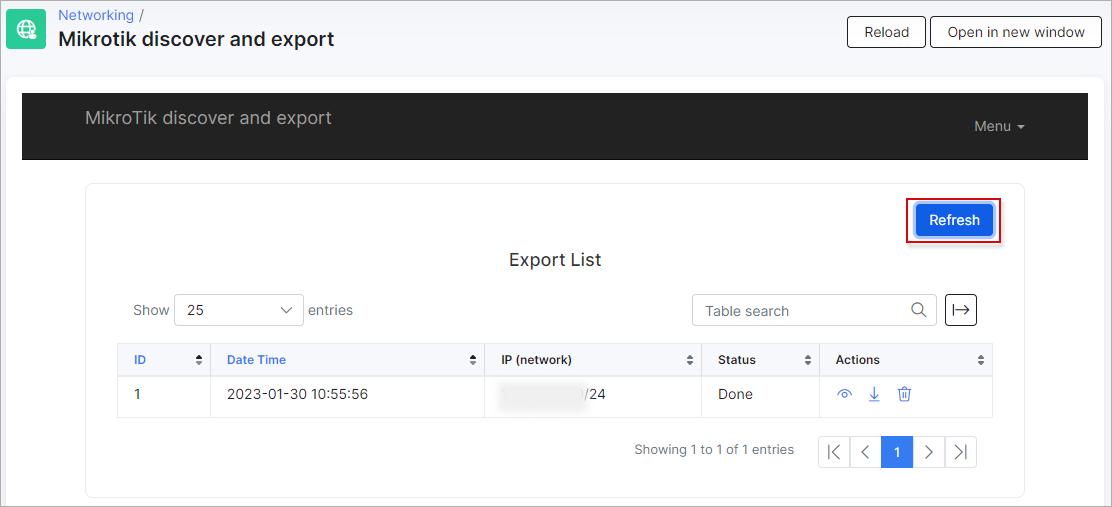 Networking /
Mikrotik discover and export
Reload
Open in new window
MikroTik discover and export
Menu
Refresh
Export List
Show 25 entries
Table search
ID Date Time IP (network) Status Actions
1 2023-01-30 10:55:56 /24 Done
Showing 1 to 1 of 1 entries
1